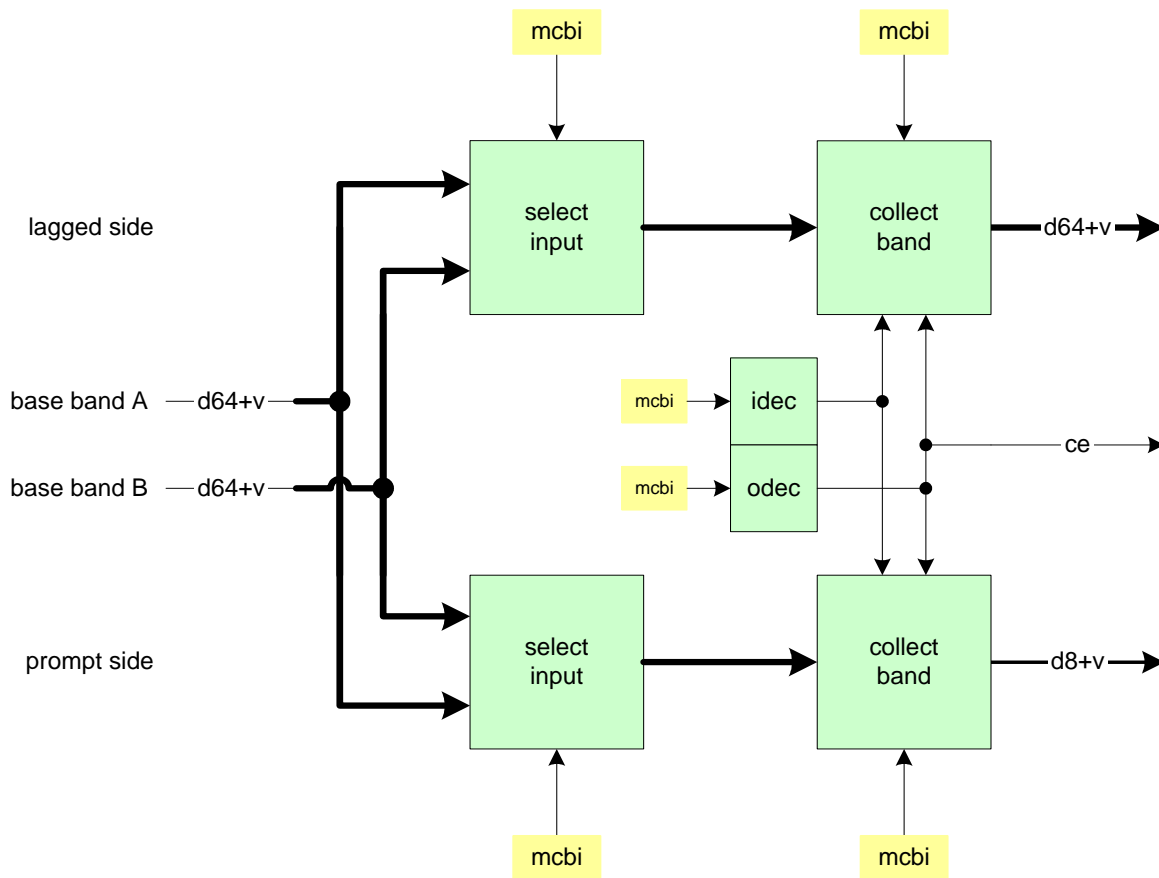 mcbi
mcbi
select
input
collect
band
lagged side
d64+v
base band A
d64+v
mcbi
idec
ce
base band B
d64+v
mcbi
odec
select
input
collect
band
prompt side
d8+v
mcbi
mcbi